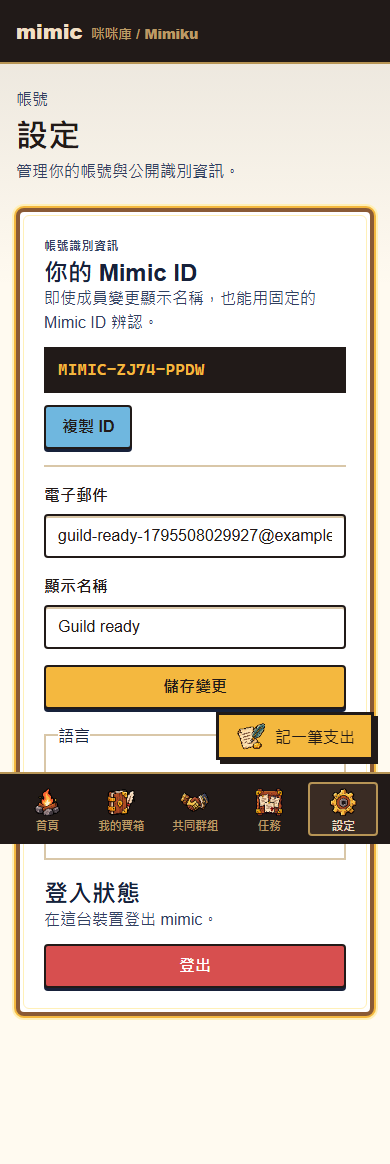 mimic 咪咪庫 / Mimiku
帳號
設定
管理你的帳號與公開識別資訊。
帳號識別資訊
你的 Mimic ID
即使成員變更顯示名稱，也能用固定的
Mimic ID 辨認。
MIMIC-ZJ74-PPDW
複製 ID
電子郵件
guild-ready-1795508029927@example
顯示名稱
Guild ready
儲存變更
語言
記一筆支出
首頁 我的寶箱 共同群組 任務 設定
登入狀態
在這台裝置登出 mimic。
登出